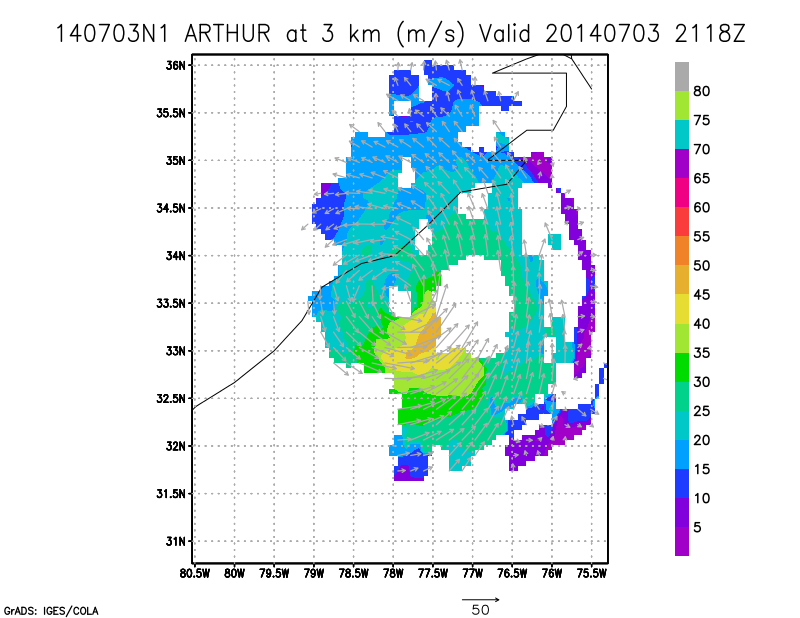 140703N1 ARTHUR at 3 km (m/s) Valid 20140703 2118Z
36N
35.5N
35N
34.5N
34N
33.5N
33N
32.5N
32N
31.5N
31N
80.5W 80W 79.5W 79W 78.5W 78W 77.5W 77W 76.5W 76W 75.5W
80
75
70
65
60
55
50
45
40
35
30
25
20
15
10
5
50
GrADS: IGES/COLA